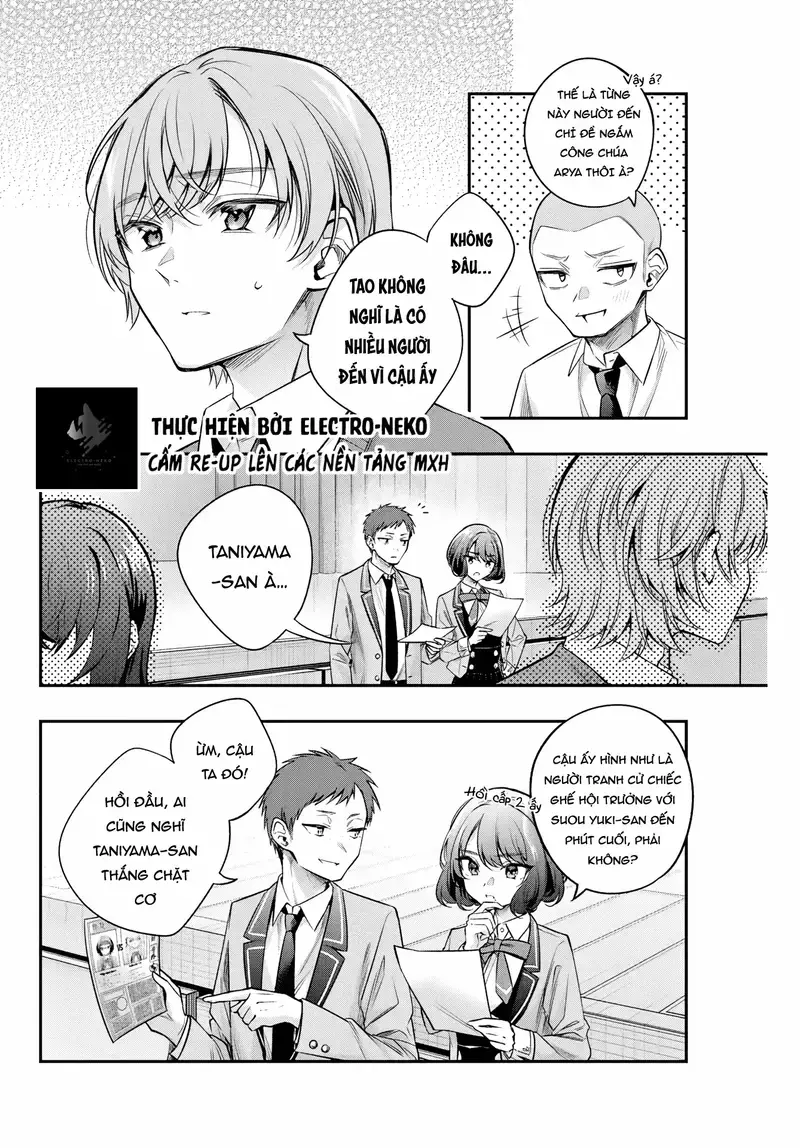 Vậy á?
THẾ LÀ TỪNG
NÀY NGƯỜI ĐẾN
CHỈ ĐỂ NGẮM
CÔNG CHÚA
ARYA THÔI À?
KHÔNG
ĐÂU...
TAO KHÔNG
NGHĨ LÀ CÓ
NHIỀU NGƯỜI
ĐẾN VÌ CẬU ẤY
THỰC HIỆN BỞI ELECTRO-NEKO
CẤM RE-UP LÊN CÁC NỀN TẢNG MXH
ELECTRO-NEKO
TANIYAMA
-SAN À...
CẬU ẤY HÌNH NHƯ LÀ
NGƯỜI TRANH CỬ CHIẾC
GHẾ HỘI TRƯỞNG VỚI
SUOU YUKI-SAN ĐẾN
PHÚT CUỐI, PHẢI
KHÔNG?
Hồi cấp 2 ấy
ỪM, CẬU
TA ĐÓ!
HỒI ĐẦU, AI
CŨNG NGHĨ
TANIYAMA-SAN
THẮNG CHẶT
CƠ
VS